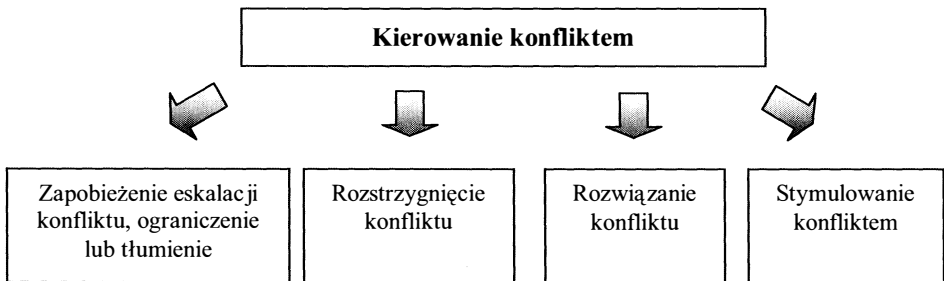 Kierowanie konfliktem
Zapobieżenie eskalacji
konfliktu, ograniczenie
lub tłumienie
Rozstrzygnięcie
konfliktu
Rozwiązanie
konfliktu
Stymulowanie
konfliktem